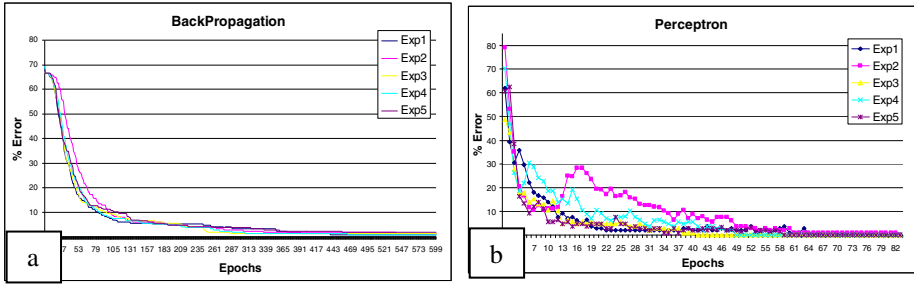 BackPropagation
% Error
80
70
60
50
40
30
20
10
Exp1
Exp2
Exp3
Exp4
Exp5
27 53 79 105 131 157 183 209 235 261 287 313 339 365 391 417 443 469 495 521 547 573 599
Epochs
a
Perceptron
% Error
80
70
60
50
40
30
20
10
Exp1
Exp2
Exp3
Exp4
Exp5
7 10 13 16 19 22 25 28 31 34 37 40 43 46 49 52 55 58 61 64 67 70 73 76 79 82
Epochs
b